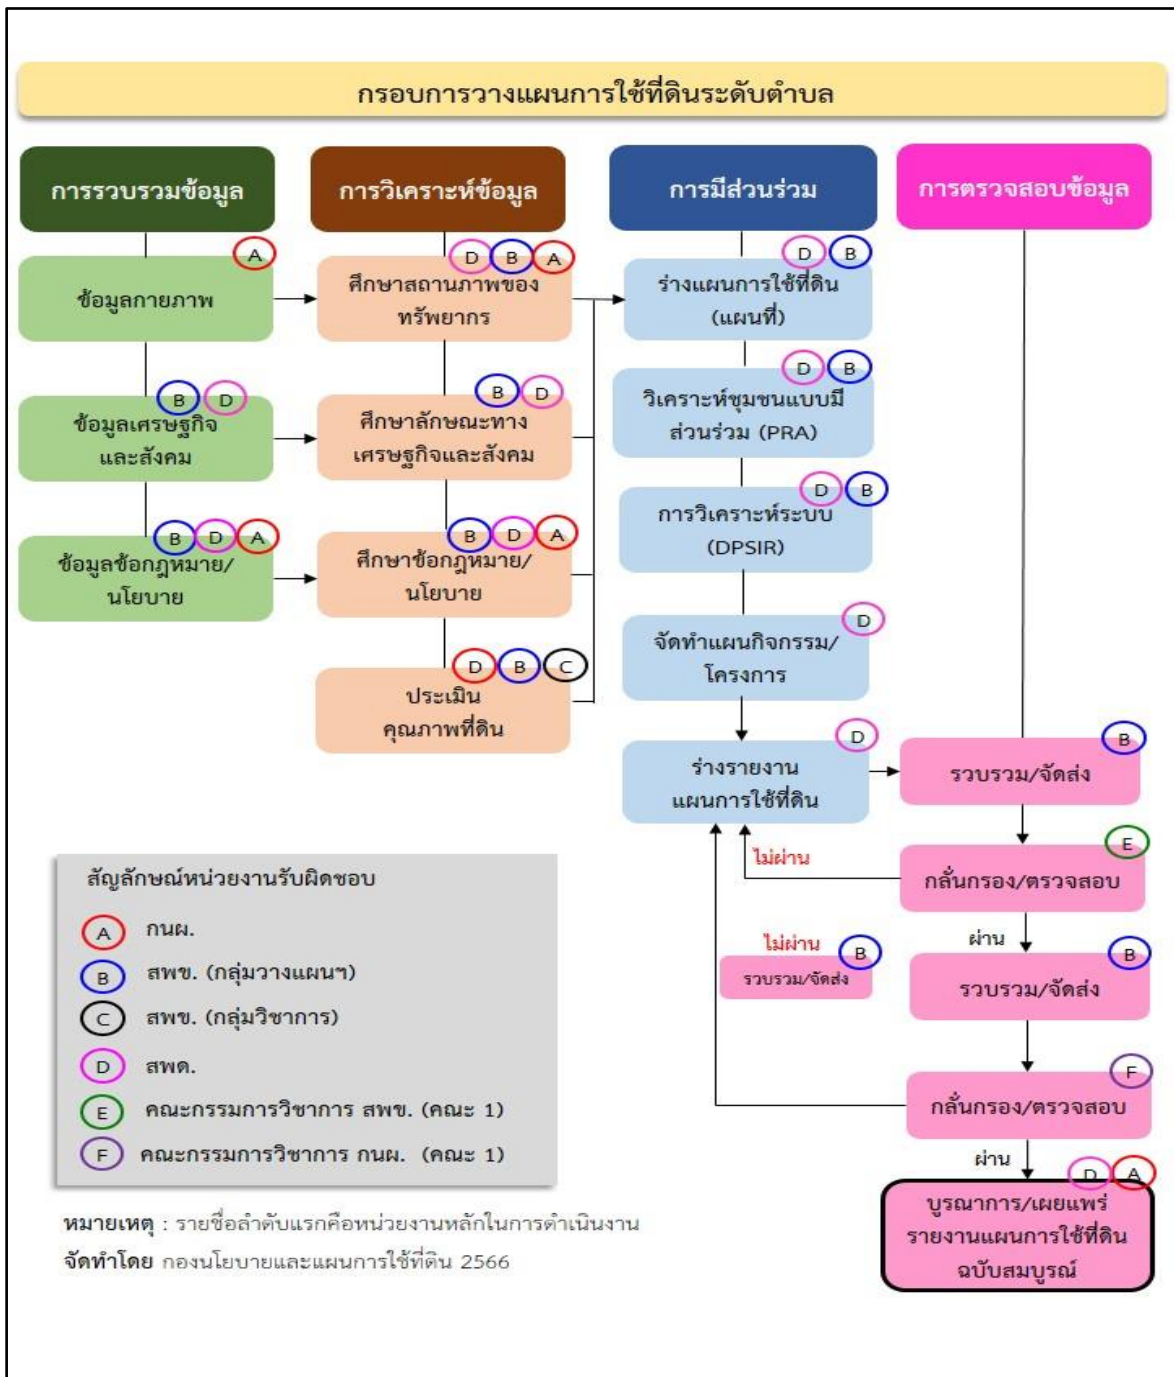 กรอบการวางแผนการใช้ที่ดินระดับตำบล
การรวบรวมข้อมูล
A
ข้อมูลกายภาพ
B D
ข้อมูลเศรษฐกิจ
และสังคม
B D A
ข้อมูลข้อกฎหมาย/
นโยบาย
การวิเคราะห์ข้อมูล
D B A
ศึกษาสถานภาพของ
ทรัพยากร
B D
ศึกษาลักษณะทาง
เศรษฐกิจและสังคม
B D A
ศึกษาข้อกฎหมาย/
นโยบาย
D B C
ประเมิน
คุณภาพที่ดิน
การมีส่วนร่วม
D B
ร่างแผนการใช้ที่ดิน
(แผนที่)
D B
วิเคราะห์ชุมชนแบบมี
ส่วนร่วม (PRA)
D B
การวิเคราะห์ระบบ
(DPSIR)
D
จัดทำแผนกิจกรรม/
โครงการ
D
ร่างรายงาน
แผนการใช้ที่ดิน
การตรวจสอบข้อมูล
B
รวบรวม/จัดส่ง
E
ไม่ผ่าน
กลั่นกรอง/ตรวจสอบ
ผ่าน
ไม่ผ่าน
B
รวบรวม/จัดส่ง
B
รวบรวม/จัดส่ง
F
กลั่นกรอง/ตรวจสอบ
ผ่าน
D A
บูรณาการ/เผยแพร่
รายงานแผนการใช้ที่ดิน
ฉบับสมบูรณ์
สัญลักษณ์หน่วยงานรับผิดชอบ
A กนผ.
B สพข. (กลุ่มวางแผนฯ)
C สพข. (กลุ่มวิชาการ)
D สพด.
E คณะกรรมการวิชาการ สพข. (คณะ 1)
F คณะกรรมการวิชาการ กนผ. (คณะ 1)
หมายเหตุ : รายชื่อลำดับแรกคือหน่วยงานหลักในการดำเนินงาน
จัดทำโดย กองนโยบายและแผนการใช้ที่ดิน 2566